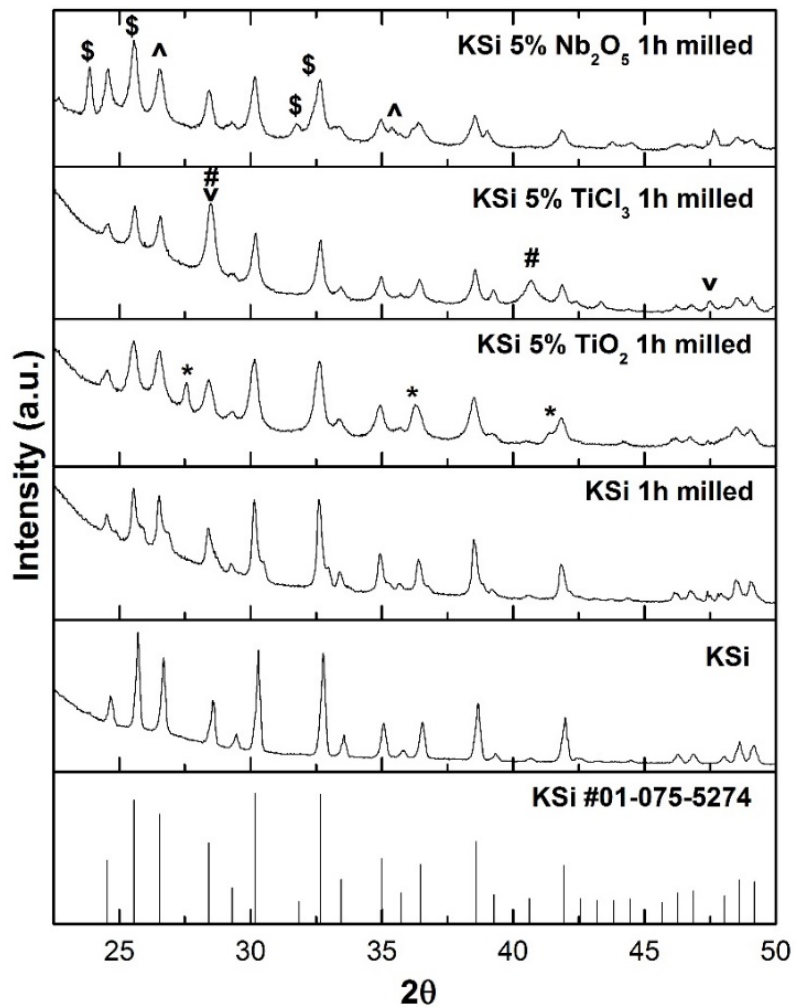 $
$
^
$
$
^
KSi 5% Nb₂O₅ 1h milled
#
v
#
v
KSi 5% TiCl₃ 1h milled
*
*
*
KSi 5% TiO₂ 1h milled
KSi 1h milled
KSi
KSi #01-075-5274
Intensity (a.u.)
25 30 35 40 45 50
2θ